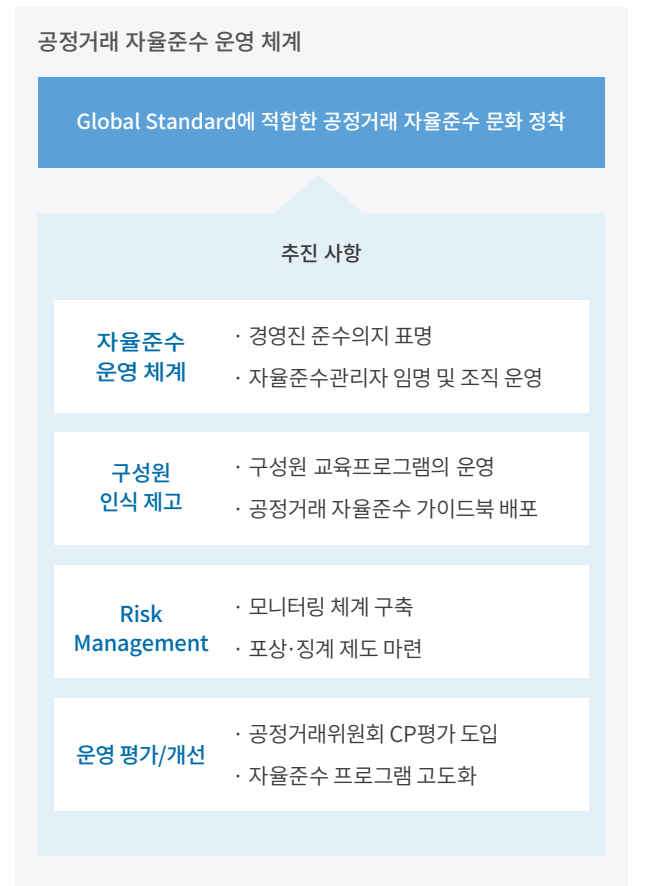 공정거래 자율준수 운영 체계
Global Standard에 적합한 공정거래 자율준수 문화 정착
추진 사항
자율준수
운영 체계
· 경영진 준수의지 표명
· 자율준수관리자 임명 및 조직 운영
구성원
인식 제고
· 구성원 교육프로그램의 운영
· 공정거래 자율준수 가이드북 배포
Risk
Management
· 모니터링 체계 구축
· 포상·징계 제도 마련
운영 평가/개선
· 공정거래위원회 CP평가 도입
· 자율준수 프로그램 고도화